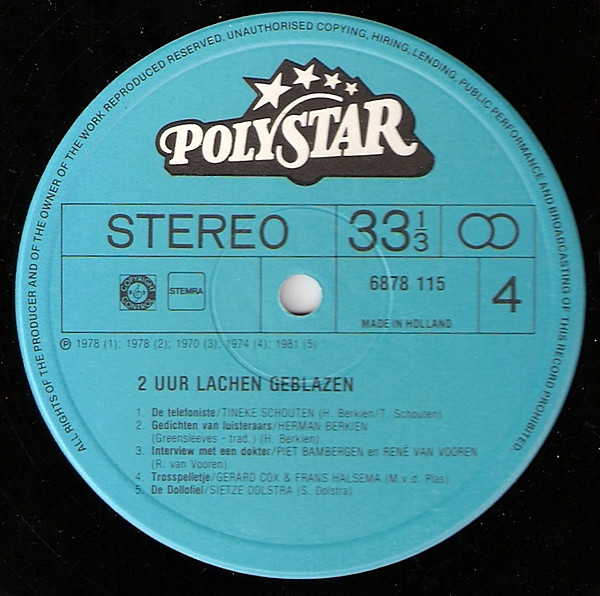 ALL RIGHTS OF THE PRODUCER AND OF THE OWNER OF THE WORK REPRODUCED RESERVED. UNAUTHORISED COPYING, HIRING, LENDING, PUBLIC PERFORMANCE AND BROADCASTING OF THIS RECORD PROHIBITED.
POLYSTAR
STEREO 33 1/3
COPYRIGHT CONTROL STEMRA 6878 115 4
MADE IN HOLLAND
Ⓟ 1978 (1); 1978 (2); 1970 (3); 1974 (4); 1981 (5)
2 UUR LACHEN GEBLAZEN
1. De telefoniste/TINEKE SCHOUTEN (H. Berkien/T. Schouten)
2. Gedichten van luisteraars/HERMAN BERKIEN
(Greensleeves - trad.) (H. Berkien)
3. Interview met een dokter/PIET BAMBERGEN en RENÉ VAN VOOREN
(R. van Vooren)
4. Trosspelletje/GERARD COX & FRANS HALSEMA (M.v.d. Plas)
5. De Dollofiel/SIETZE DOLSTRA (S. Dolstra)